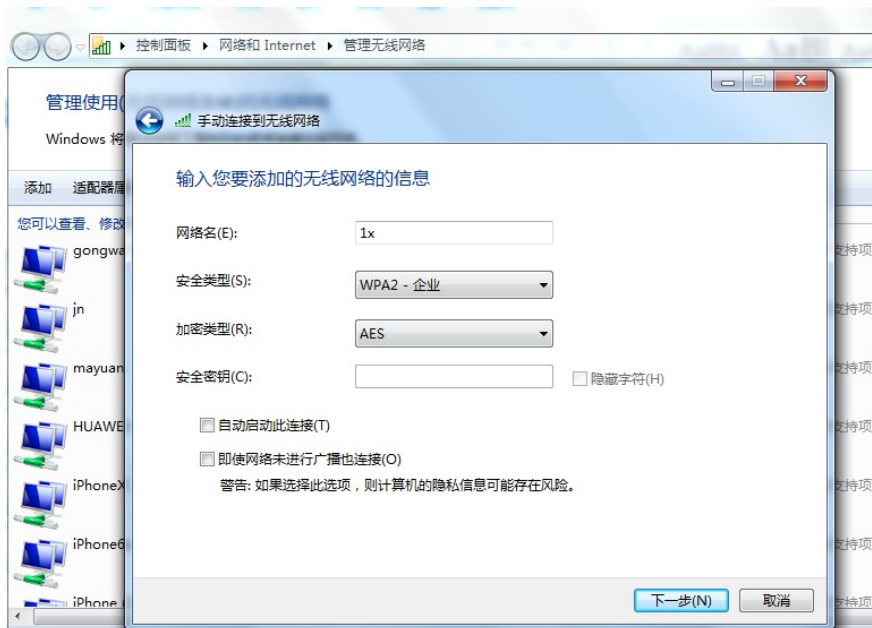 控制面板 ▸ 网络和 Internet ▸ 管理无线网络
管理使用(
Windows 将
手动连接到无线网络
添加 适配器属
您可以查看、修改
输入您要添加的无线网络的信息
网络名(E): 1x
gongwa
支持项
安全类型(S): WPA2 - 企业
jn
支持项
加密类型(R): AES
mayuan
支持项
安全密钥(C):
隐藏字符(H)
HUAWE
支持项
自动启动此连接(T)
即使网络未进行广播也连接(O)
警告: 如果选择此选项，则计算机的隐私信息可能存在风险。
iPhoneX
支持项
iPhone6
支持项
iPhone
支持项
下一步(N) 取消